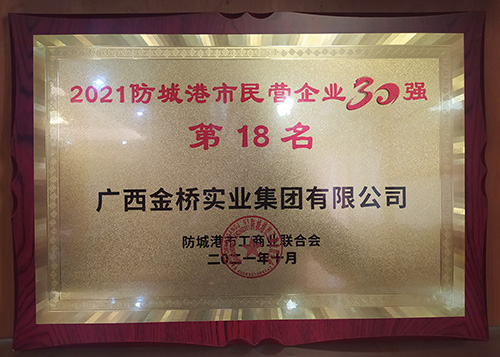 2021防城港市民营企业30强
第 18 名
广西金桥实业集团有限公司
防城港市工商业联合会
二〇二一年十月